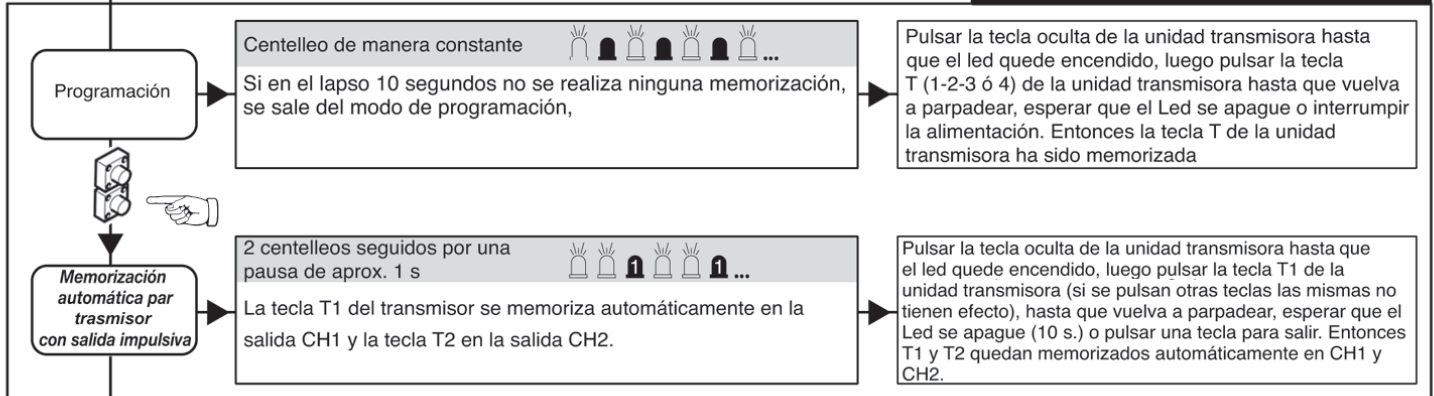 Programación
Centelleo de manera constante ...
Si en el lapso 10 segundos no se realiza ninguna memorización,
se sale del modo de programación,
Pulsar la tecla oculta de la unidad transmisora hasta
que el led quede encendido, luego pulsar la tecla
T (1-2-3 ó 4) de la unidad transmisora hasta que vuelva
a parpadear, esperar que el Led se apague o interrumpir
la alimentación. Entonces la tecla T de la unidad
transmisora ha sido memorizada
Memorización
automática par
trasmisor
con salida impulsiva
2 centelleos seguidos por una
pausa de aprox. 1 s
1 1 ...
La tecla T1 del transmisor se memoriza automáticamente en la
salida CH1 y la tecla T2 en la salida CH2.
Pulsar la tecla oculta de la unidad transmisora hasta que
el led quede encendido, luego pulsar la tecla T1 de la
unidad transmisora (si se pulsan otras teclas las mismas no
tienen efecto), hasta que vuelva a parpadear, esperar que el
Led se apague (10 s.) o pulsar una tecla para salir. Entonces
T1 y T2 quedan memorizados automáticamente en CH1 y
CH2.